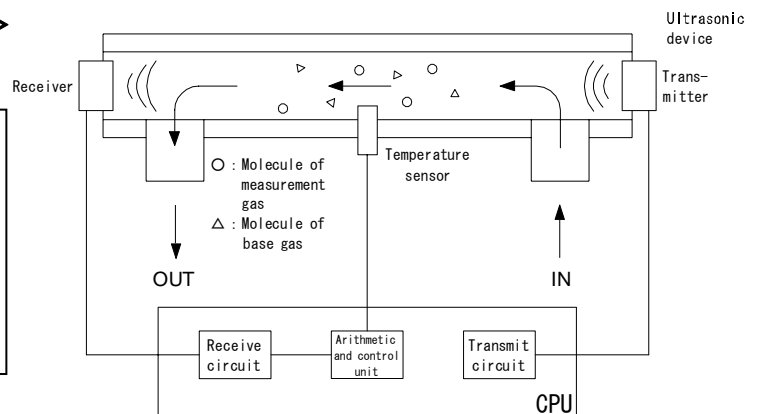 Ultrasonic
device
Receiver
Trans-
mitter
Temperature
sensor
○ : Molecule of
measurement
gas
△ : Molecule of
base gas
OUT
IN
Receive
circuit
Arithmetic
and control
unit
Transmit
circuit
CPU